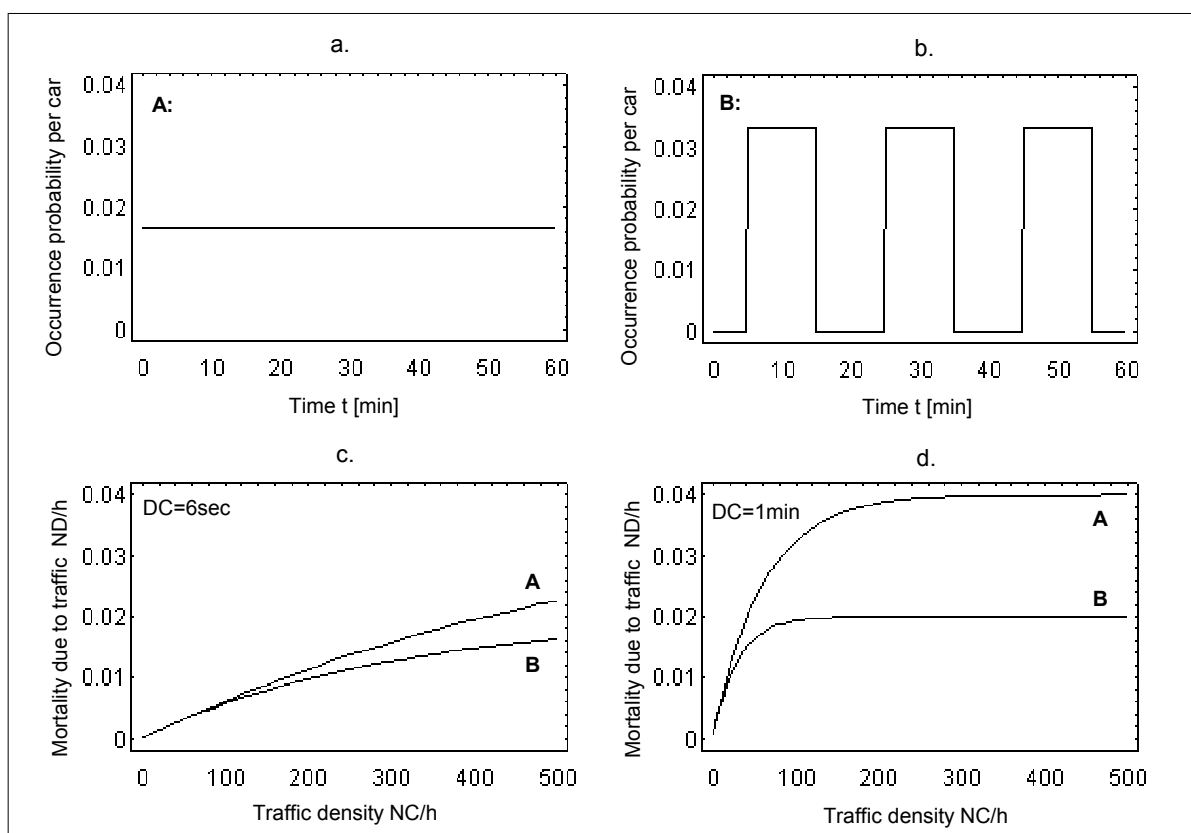 a.
Occurrence probability per car
0.04
0.03
0.02
0.01
0
A:
0 10 20 30 40 50 60
Time t [min]
b.
Occurrence probability per car
0.04
0.03
0.02
0.01
0
B:
0 10 20 30 40 50 60
Time t [min]
c.
Mortality due to traffic ND/h
0.04
0.03
0.02
0.01
0
DC=6sec
A
B
0 100 200 300 400 500
Traffic density NC/h
d.
Mortality due to traffic ND/h
0.04
0.03
0.02
0.01
0
DC=1min
A
B
0 100 200 300 400 500
Traffic density NC/h